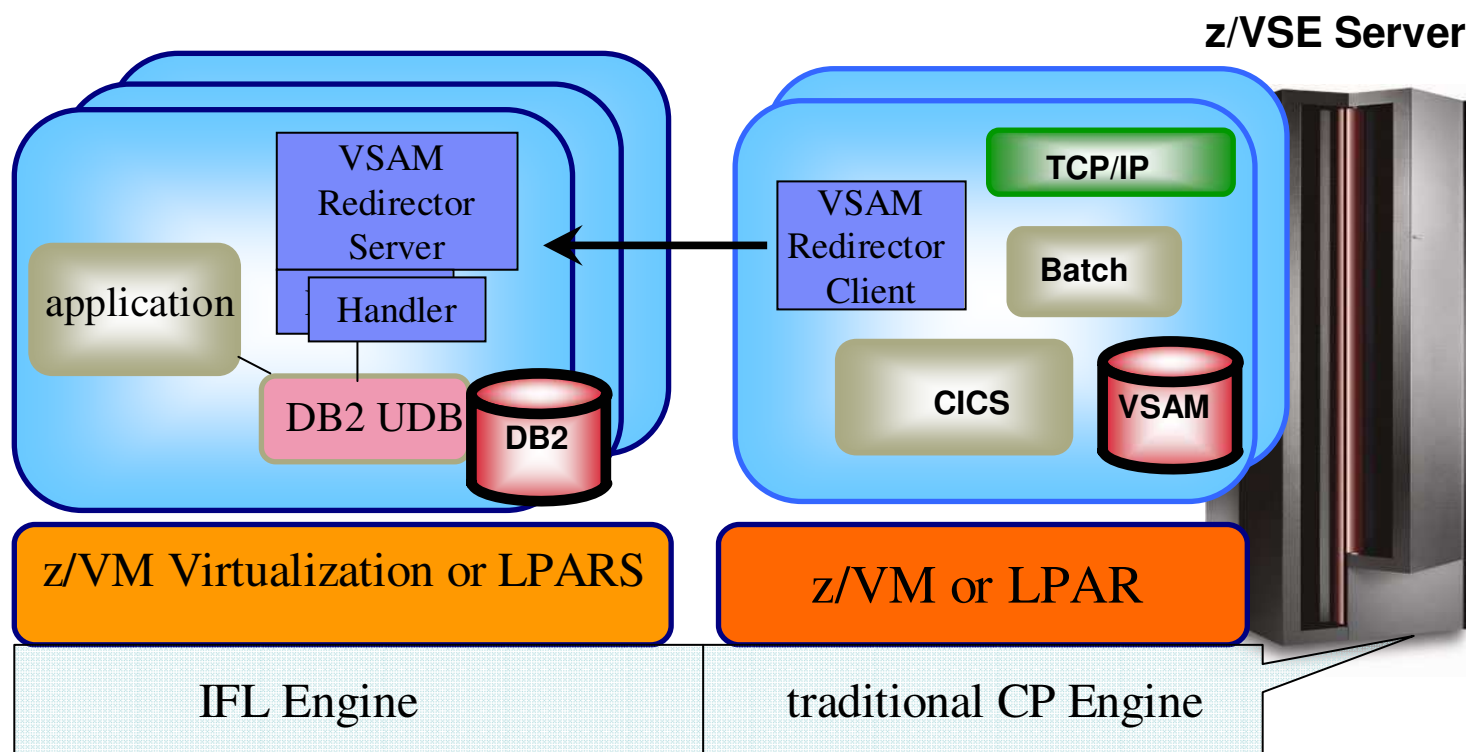 z/VSE Server
VSAM
Redirector
Server
Handler
application
DB2 UDB
DB2
VSAM
Redirector
Client
TCP/IP
Batch
CICS
VSAM
z/VM Virtualization or LPARS
z/VM or LPAR
IFL Engine
traditional CP Engine